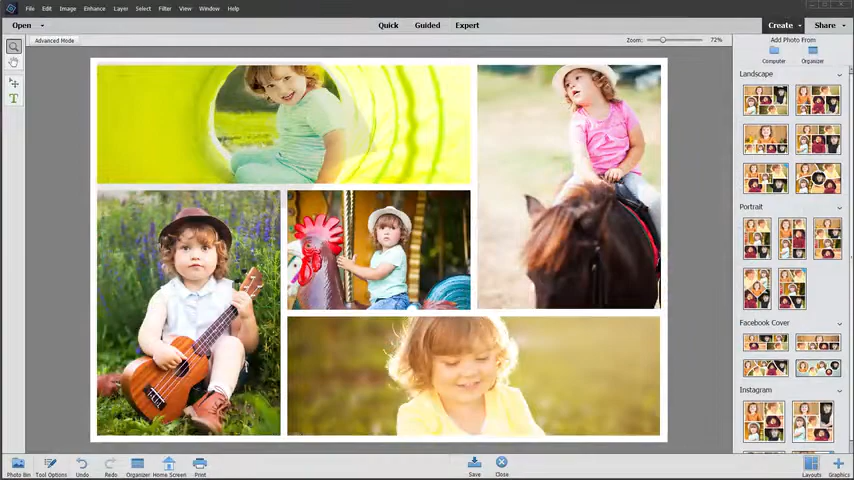 File Edit Image Enhance Layer Select Filter View Window Help
Open Quick Guided Expert Create Share
Advanced Mode Zoom: 72% Add Photo From
Computer Organizer
Landscape
Portrait
Facebook Cover
Instagram
Photo Bin Tool Options Undo Redo Organizer Home Screen Print Save Close Layouts Graphics
T